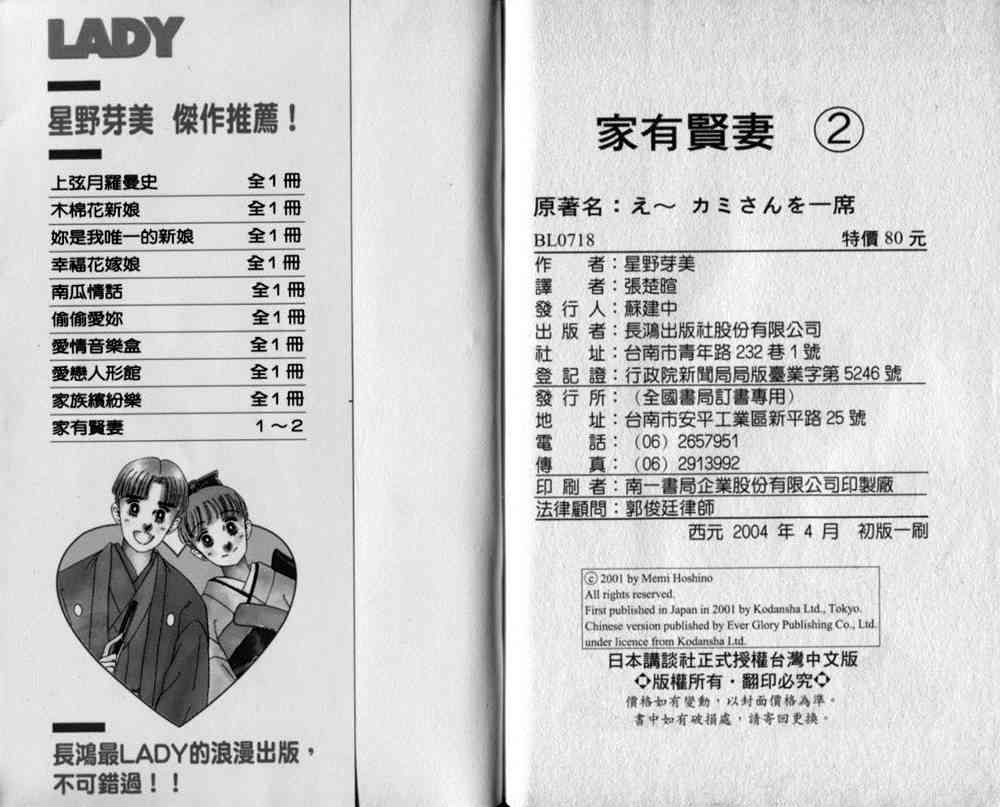 LADY
星野芽美 傑作推薦！
上弦月羅曼史 全1冊
木棉花新娘 全1冊
妳是我唯一的新娘 全1冊
幸福花嫁娘 全1冊
南瓜情話 全1冊
偷偷愛妳 全1冊
愛情音樂盒 全1冊
愛戀人形館 全1冊
家族繽紛樂 全1冊
家有賢妻 1～2
長鴻最LADY的浪漫出版，
不可錯過！！
家有賢妻 ②
原著名：え～ カミさんを一席
BL0718 特價 80 元
作者：星野芽美
譯者：張楚暄
發行人：蘇建中
出版者：長鴻出版社股份有限公司
社址：台南市青年路 232 巷 1 號
登記證：行政院新聞局局版臺業字第 5246 號
發行所：（全國書局訂書專用）
地址：台南市安平工業區新平路 25 號
電話：（06）2657951
傳真：（06）2913992
印刷者：南一書局企業股份有限公司印製廠
法律顧問：郭俊廷律師
西元 2004 年 4 月 初版一刷
ⓒ 2001 by Memi Hoshino
All rights reserved.
First published in Japan in 2001 by Kodansha Ltd., Tokyo.
Chinese version published by Ever Glory Publishing Co., Ltd.
under licence from Kodansha Ltd.
日本講談社正式授權台灣中文版
◇版權所有・翻印必究◇
價格如有變動，以封面價格為準。
書中如有破損處，請寄回更換。